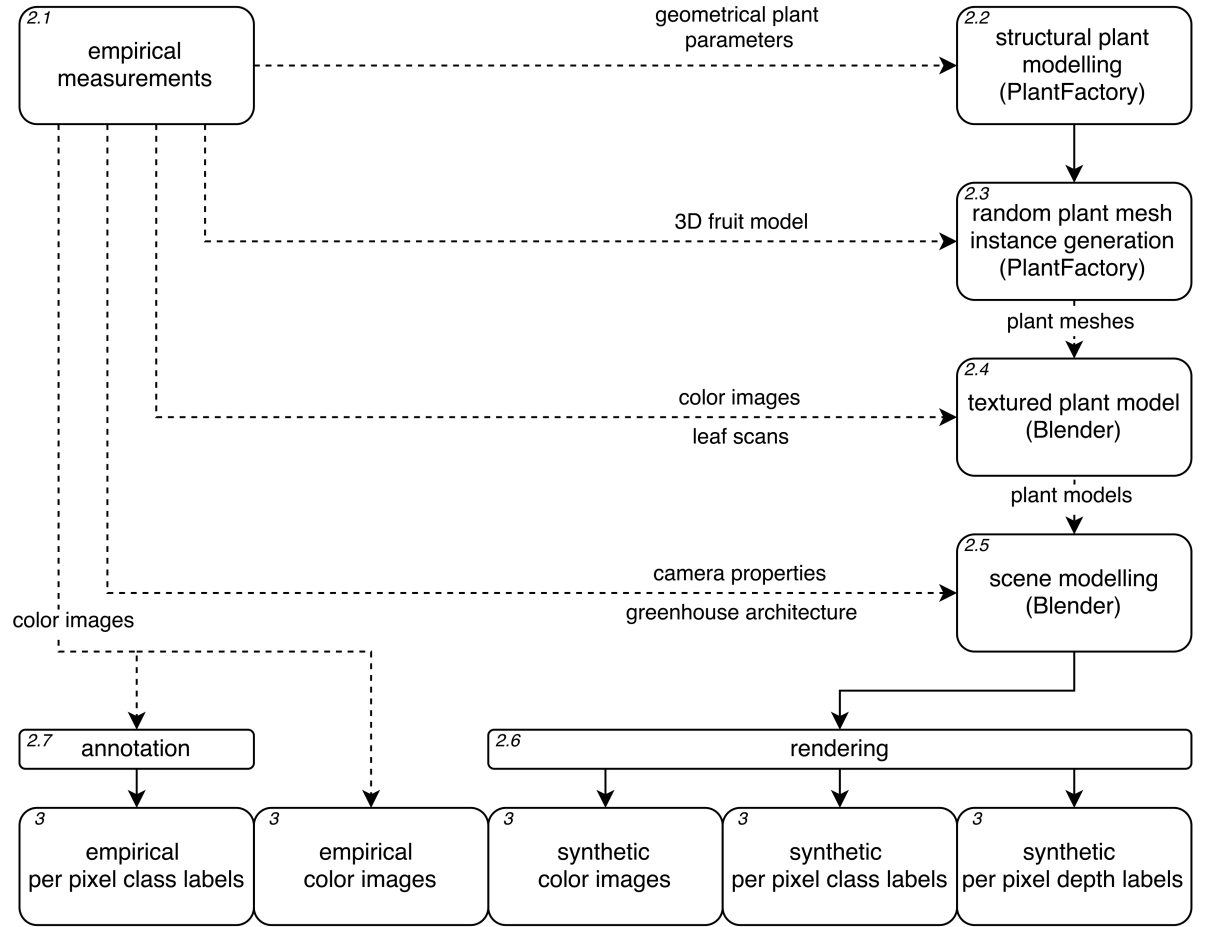 2.1
empirical
measurements
geometrical plant
parameters
2.2
structural plant
modelling
(PlantFactory)
3D fruit model
2.3
random plant mesh
instance generation
(PlantFactory)
plant meshes
color images
leaf scans
2.4
textured plant model
(Blender)
plant models
camera properties
greenhouse architecture
2.5
scene modelling
(Blender)
color images
2.7
annotation
2.6
rendering
3
empirical
per pixel class labels
3
empirical
color images
3
synthetic
color images
3
synthetic
per pixel class labels
3
synthetic
per pixel depth labels